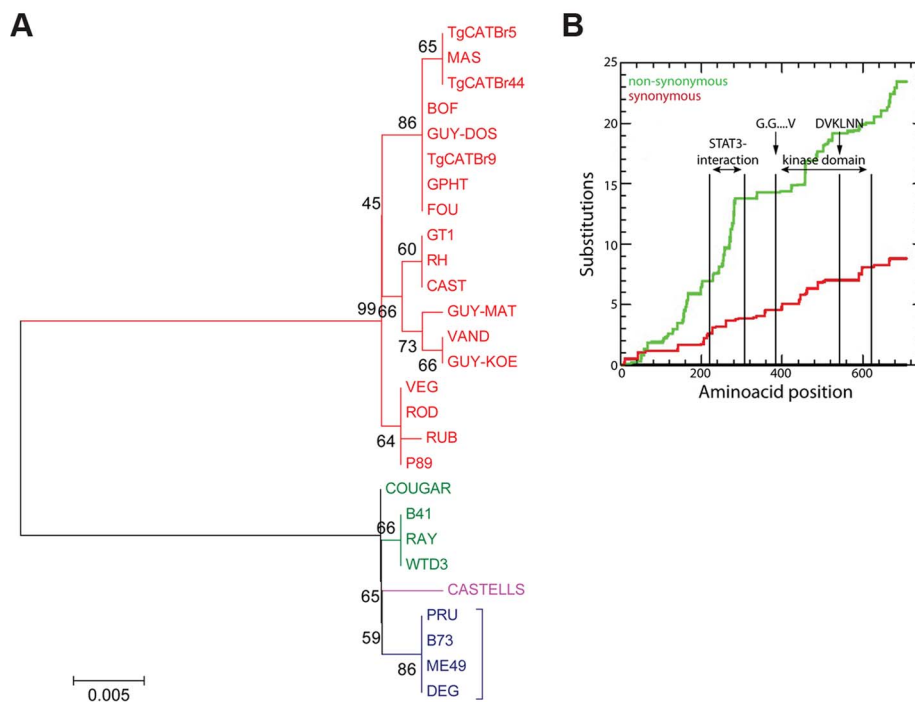 A
65
TgCATBr5
MAS
TgCATBr44
BOF
86
GUY-DOS
TgCATBr9
GPHT
45
FOU
GT1
60
RH
CAST
99
66
GUY-MAT
VAND
73
66
GUY-KOE
VEG
ROD
64
RUB
P89
COUGAR
66
B41
RAY
WTD3
65
CASTELLS
59
PRU
B73
86
ME49
DEG
0.005
B
25
non-synonymous
synonymous
20
G.G....V
DVKLNN
STAT3-
interaction
kinase domain
15
Substitutions
10
5
0
0
200
400
600
Aminoacid position